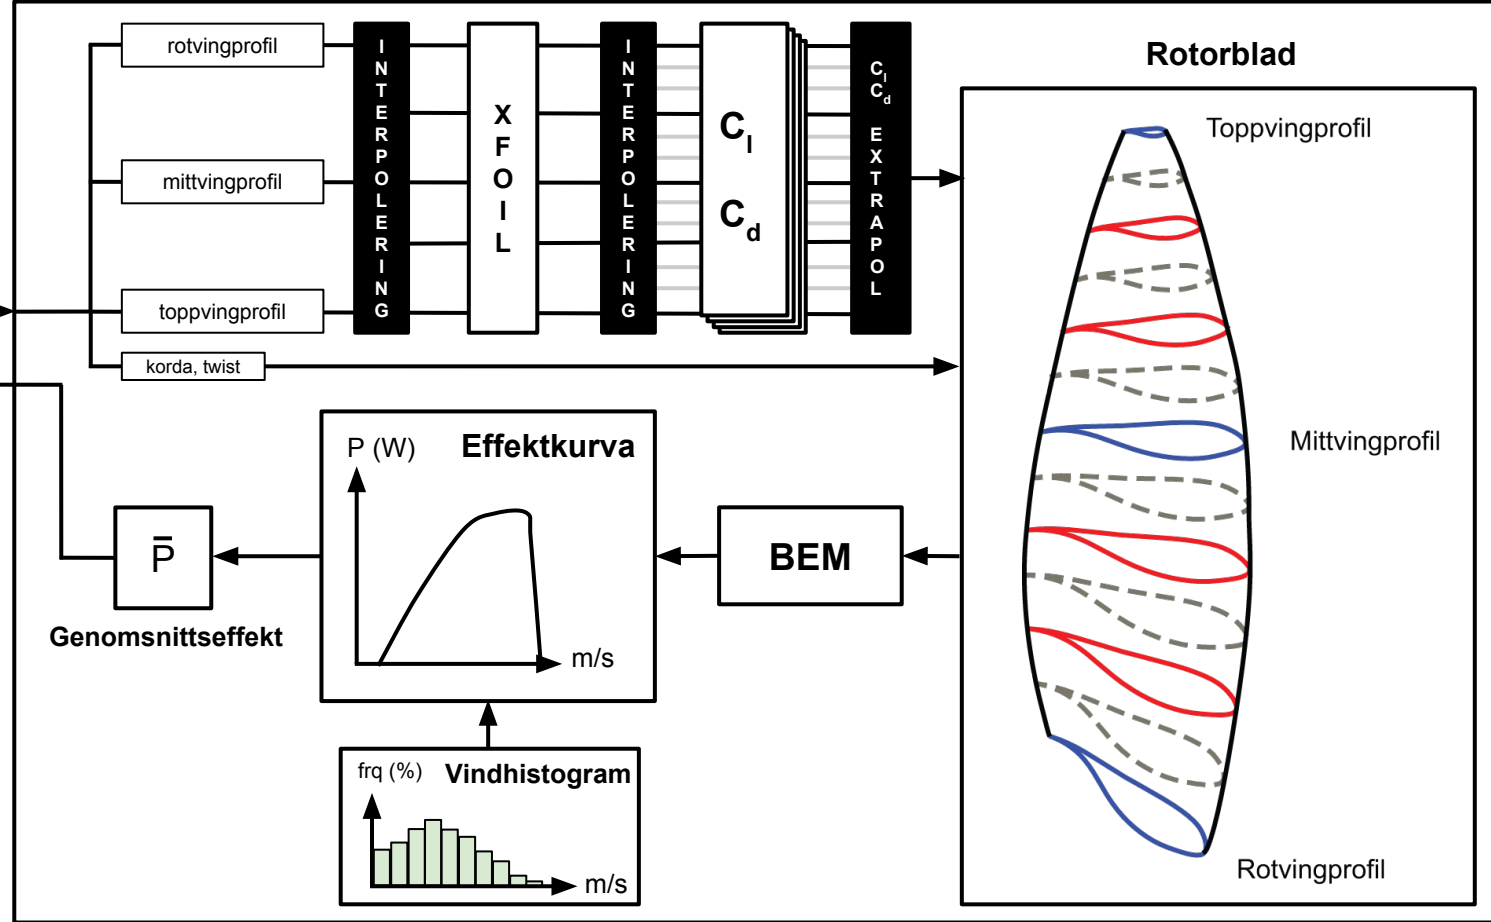 rotvingprofil
mittvingprofil
toppvingprofil
korda, twist
INTERPOLERING
XFOIL
INTERPOLERING
Cl
Cd
Cl
Cd
EXTRAPOL
Rotorblad
Toppvingprofil
Mittvingprofil
Rotvingprofil
P (W)
Effektkurva
m/s
BEM
P̅
Genomsnittseffekt
frq (%)
Vindhistogram
m/s